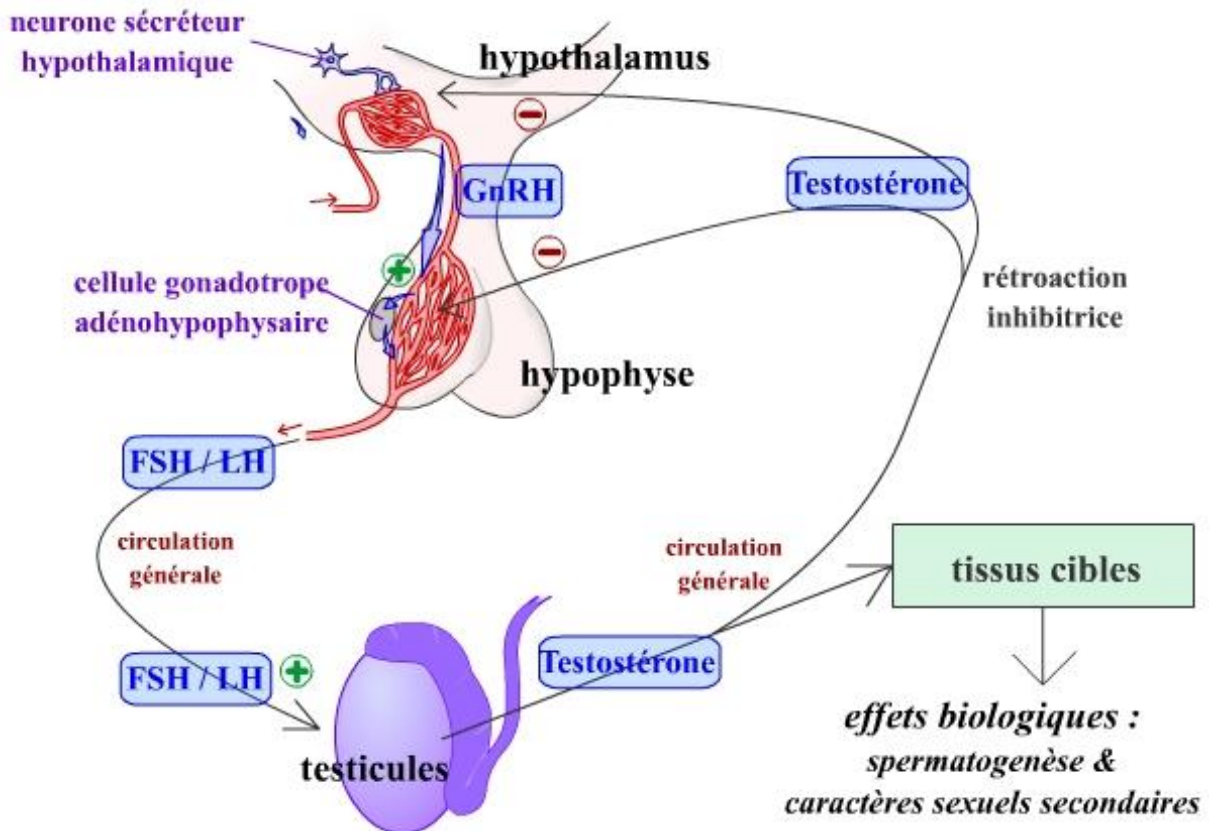 neurone sécréteur
hypothalamique
hypothalamus
GnRH
Testostérone
cellule gonadotrope
adénohypophysaire
rétroaction
inhibitrice
hypophyse
FSH / LH
circulation
générale
circulation
générale
tissus cibles
FSH / LH
Testostérone
testicules
effets biologiques :
spermatogenèse &
caractères sexuels secondaires